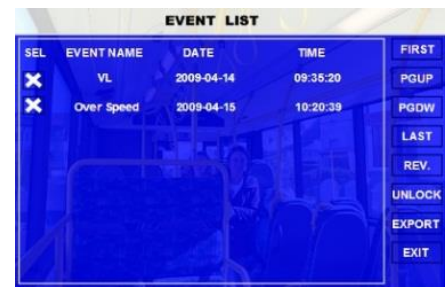 EVENT LIST
SEL EVENT NAME DATE TIME
VL 2009-04-14 09:35:20
Over Speed 2009-04-15 10:20:39
FIRST
PGUP
PGDW
LAST
REV.
UNLOCK
EXPORT
EXIT